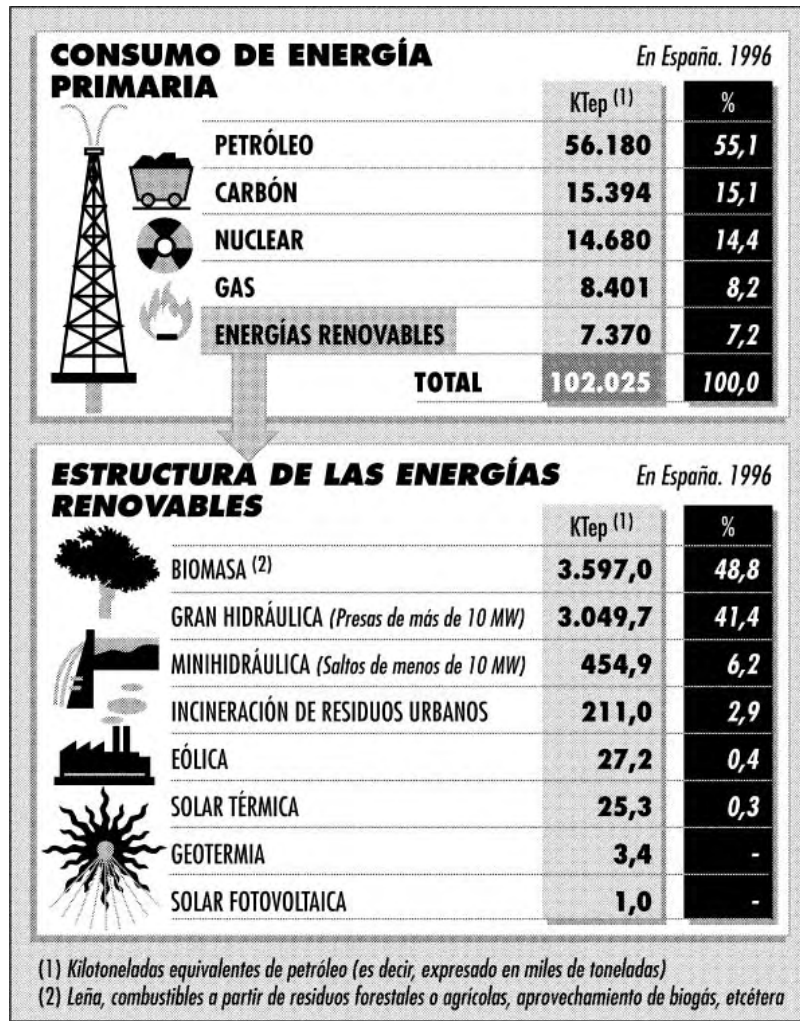 CONSUMO DE ENERGÍA
PRIMARIA
En España. 1996
KTep (1) %
PETRÓLEO 56.180 55,1
CARBÓN 15.394 15,1
NUCLEAR 14.680 14,4
GAS 8.401 8,2
ENERGÍAS RENOVABLES 7.370 7,2
TOTAL 102.025 100,0
ESTRUCTURA DE LAS ENERGÍAS
RENOVABLES
En España. 1996
KTep (1) %
BIOMASA (2) 3.597,0 48,8
GRAN HIDRÁULICA (Presas de más de 10 MW) 3.049,7 41,4
MINIHIDRÁULICA (Saltos de menos de 10 MW) 454,9 6,2
INCINERACIÓN DE RESIDUOS URBANOS 211,0 2,9
EÓLICA 27,2 0,4
SOLAR TÉRMICA 25,3 0,3
GEOTERMIA 3,4 -
SOLAR FOTOVOLTAICA 1,0 -
(1) Kilotoneladas equivalentes de petróleo (es decir, expresado en miles de toneladas)
(2) Leña, combustibles a partir de residuos forestales o agrícolas, aprovechamiento de biogás, etcétera